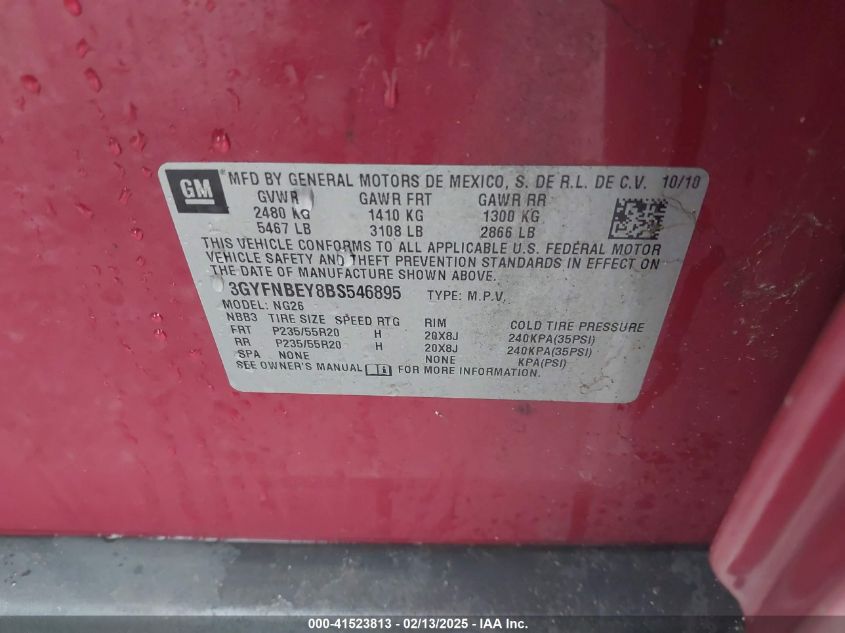 GM MFD BY GENERAL MOTORS DE MEXICO, S. DE R.L. DE C.V. 10/10
GVWR GAWR FRT GAWR RR
2480 KG 1410 KG 1300 KG
5467 LB 3108 LB 2866 LB
THIS VEHICLE CONFORMS TO ALL APPLICABLE U.S. FEDERAL MOTOR
VEHICLE SAFETY AND THEFT PREVENTION STANDARDS IN EFFECT ON
THE DATE OF MANUFACTURE SHOWN ABOVE.
3GYFNBEY8BS546895 TYPE: M.P.V.
MODEL: NG26
NBB3 TIRE SIZE SPEED RTG RIM COLD TIRE PRESSURE
FRT P235/55R20 H 20X8J 240KPA(35PSI)
RR P235/55R20 H 20X8J 240KPA(35PSI)
SPA NONE NONE KPA(PSI)
SEE OWNER'S MANUAL FOR MORE INFORMATION.
000-41523813 - 02/13/2025 - IAA Inc.